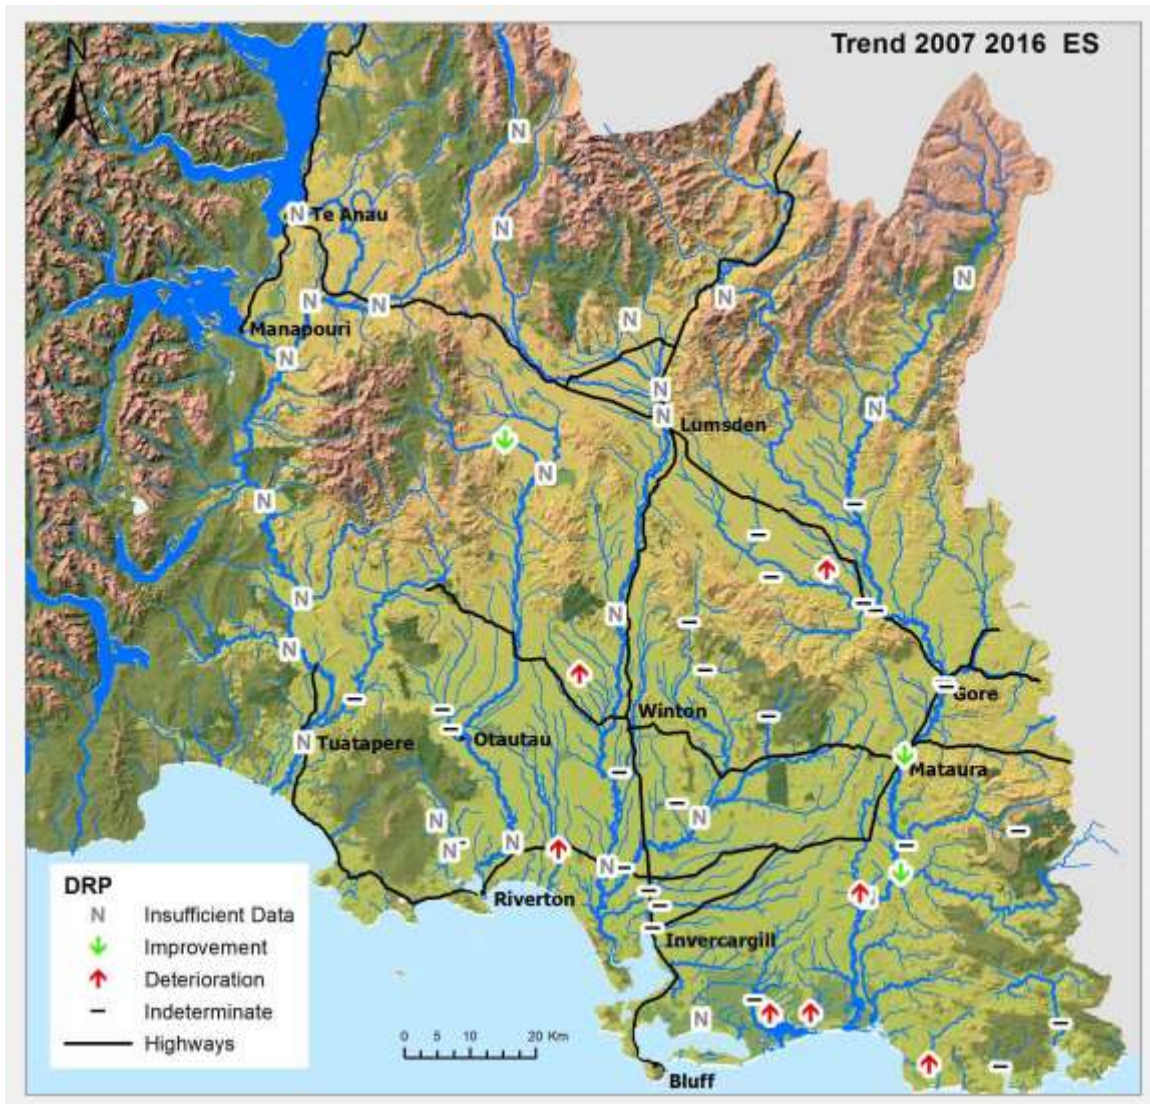 Trend 2007 2016 ES
N
N
N
Te Anau
N
N
N
N
N
N
Manapouri
N
N
N
N
Lumsden
N
N
N
N
N
N
Gore
Winton
Otautau
N
Tuatapere
Mataura
N
N
N
N
N
N
Riverton
Invercargill
N
Bluff
DRP
N Insufficient Data
Improvement
Deterioration
Indeterminate
Highways
0 5 10 20 Km